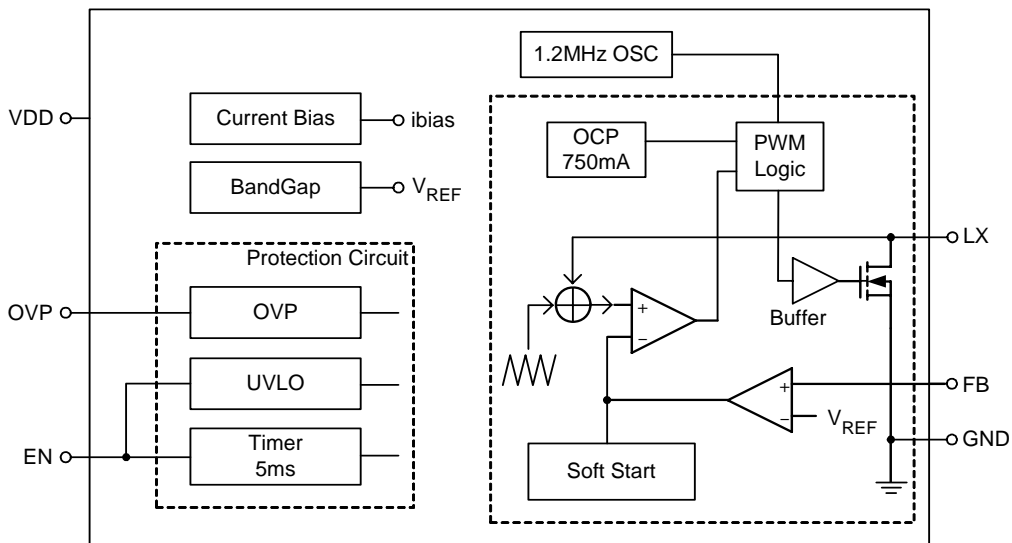 1.2MHz OSC
VDD
Current Bias
ibias
OCP
750mA
PWM
Logic
BandGap
VREF
LX
Protection Circuit
OVP
OVP
+
−
Buffer
UVLO
+
−
VREF
FB
EN
Timer
5ms
Soft Start
GND